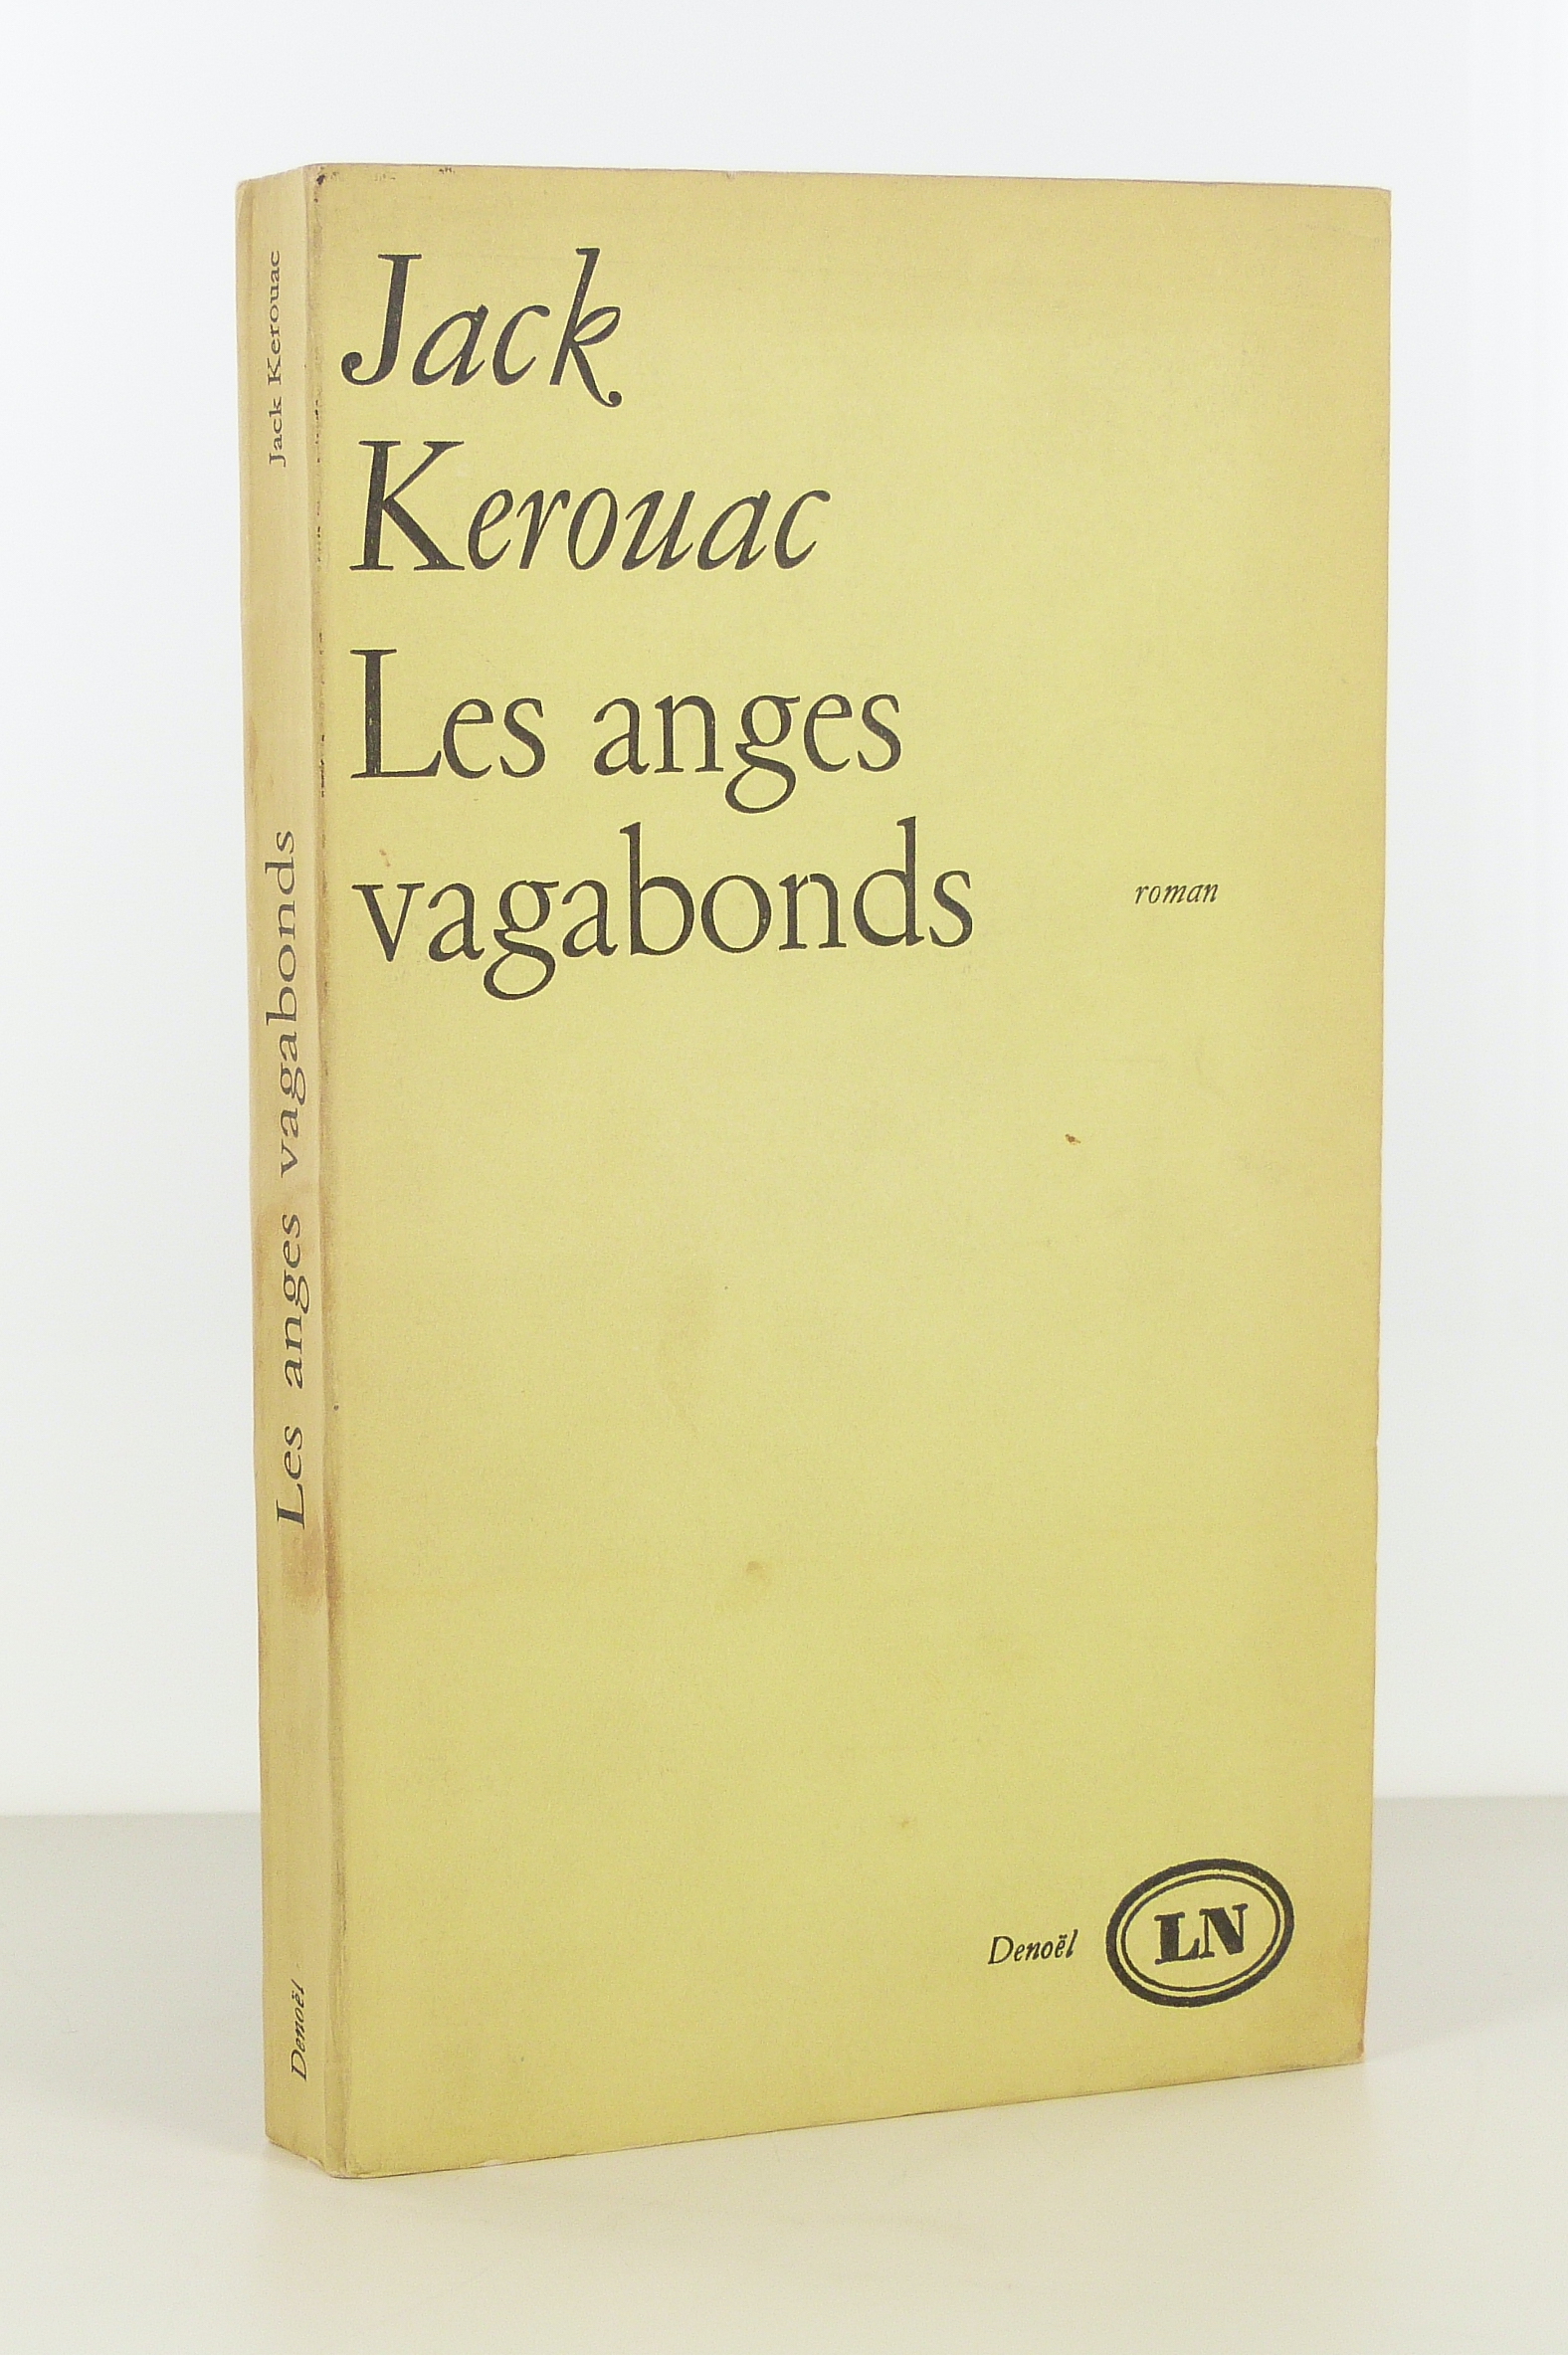 Jack
Kerouac
Les anges
vagabonds
roman
Denoël
LN
Jack Kerouac
Les anges vagabonds
Denoël